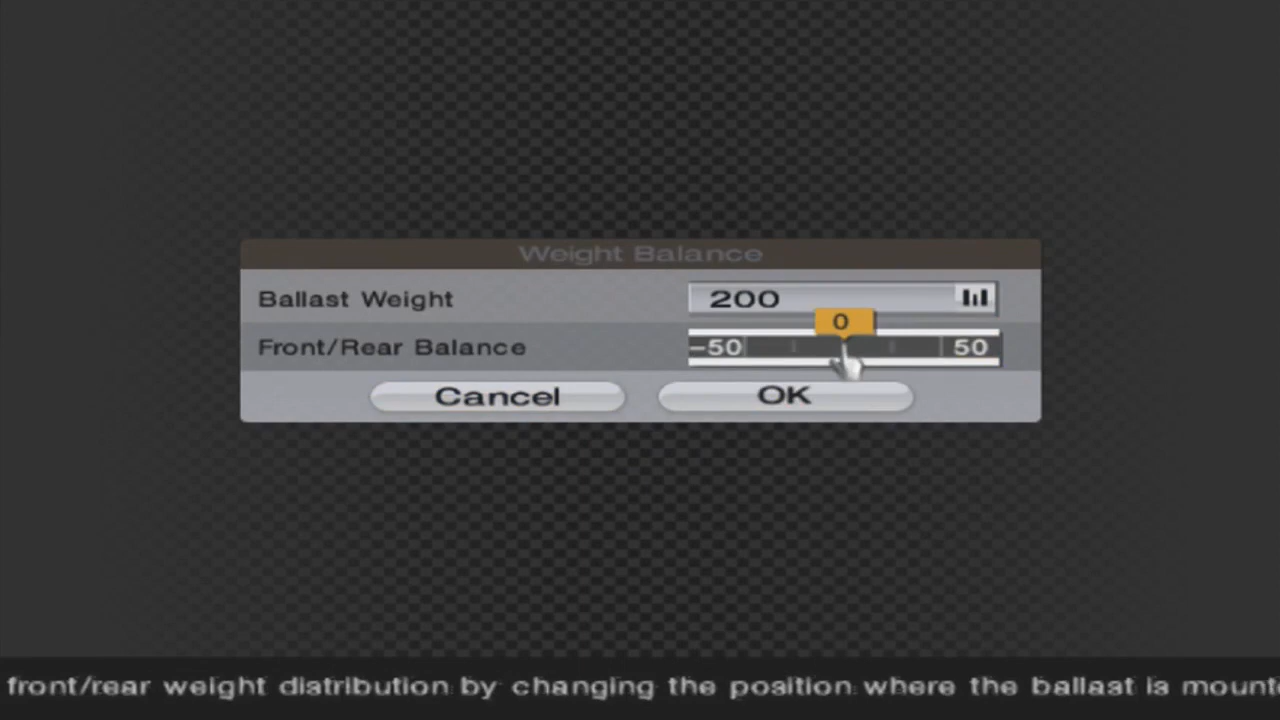 Weight Balance
Ballast Weight 200
0
Front/Rear Balance -50 50
Cancel OK
front/rear weight distribution by changing the position where the ballast is